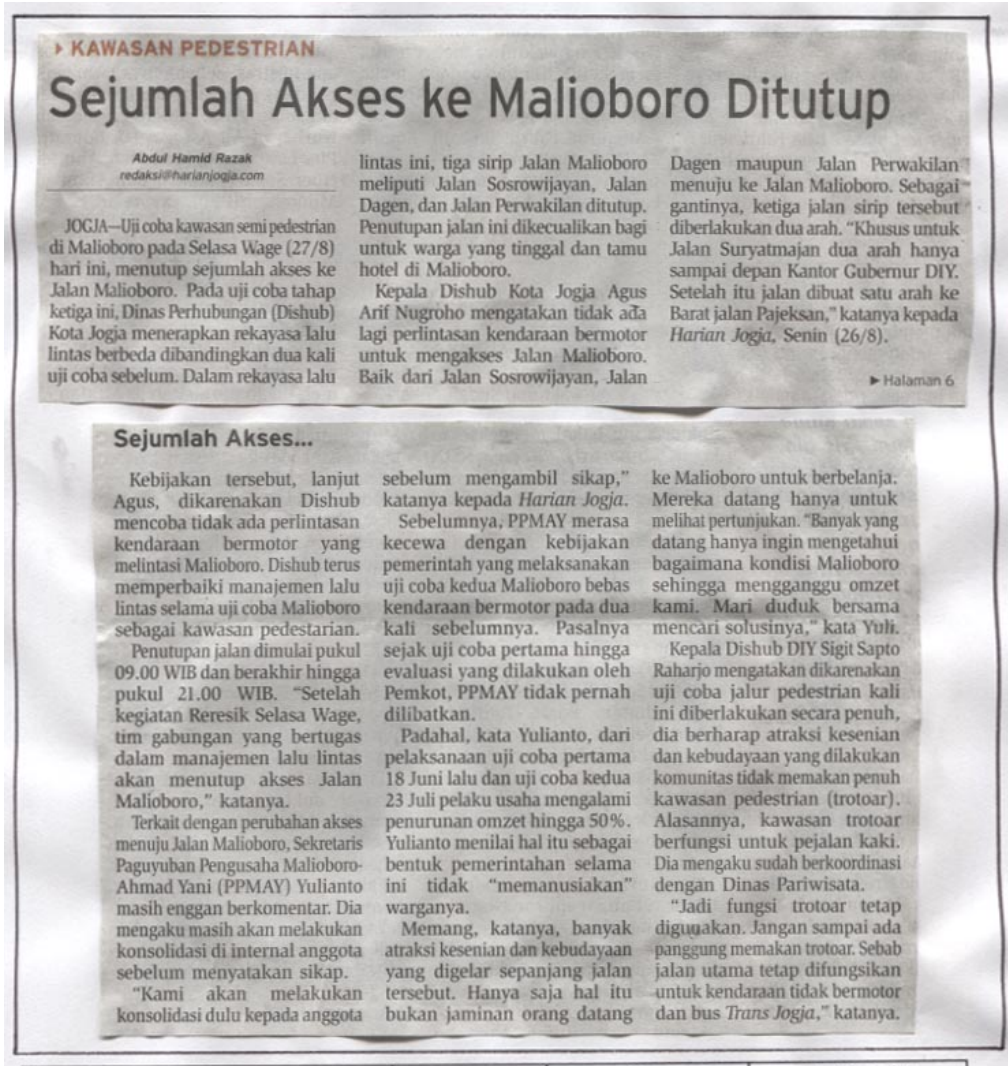 KAWASAN PEDESTRIAN
Sejumlah Akses ke Malioboro Ditutup
Abdul Hamid Razak
redaksi@harianjogja.com
JOGJA—Uji coba kawasan semi pedestrian
di Malioboro pada Selasa Wage (27/8)
hari ini, menutup sejumlah akses ke
Jalan Malioboro. Pada uji coba tahap
ketiga ini, Dinas Perhubungan (Dishub)
Kota Jogja menerapkan rekayasa lalu
lintas berbeda dibandingkan dua kali
uji coba sebelum. Dalam rekayasa lalu
lintas ini, tiga sirip Jalan Malioboro
meliputi Jalan Sosrowijayan, Jalan
Dagen, dan Jalan Perwakilan ditutup.
Penutupan jalan ini dikecualikan bagi
untuk warga yang tinggal dan tamu
hotel di Malioboro.
Kepala Dishub Kota Jogja Agus
Arif Nugroho mengatakan tidak ada
lagi perlintasan kendaraan bermotor
untuk mengakses Jalan Malioboro.
Baik dari Jalan Sosrowijayan, Jalan
Dagen maupun Jalan Perwakilan
menuju ke Jalan Malioboro. Sebagai
gantinya, ketiga jalan sirip tersebut
diberlakukan dua arah. “Khusus untuk
Jalan Suryatmajan dua arah hanya
sampai depan Kantor Gubernur DIY.
Setelah itu jalan dibuat satu arah ke
Barat jalan Pajeksan,” katanya kepada
Harian Jogja, Senin (26/8).
Halaman 6
Sejumlah Akses...
Kebijakan tersebut, lanjut
Agus, dikarenakan Dishub
mencoba tidak ada perlintasan
kendaraan bermotor yang
melintasi Malioboro. Dishub terus
memperbaiki manajemen lalu
lintas selama uji coba Malioboro
sebagai kawasan pedestarian.
Penutupan jalan dimulai pukul
09.00 WIB dan berakhir hingga
pukul 21.00 WIB. “Setelah
kegiatan Reresik Selasa Wage,
tim gabungan yang bertugas
dalam manajemen lalu lintas
akan menutup akses Jalan
Malioboro,” katanya.
Terkait dengan perubahan akses
menuju Jalan Malioboro, Sekretaris
Paguyuban Pengusaha Malioboro-
Ahmad Yani (PPMAY) Yulianto
masih enggan berkomentar. Dia
mengaku masih akan melakukan
konsolidasi di internal anggota
sebelum menyatakan sikap.
“Kami akan melakukan
konsolidasi dulu kepada anggota
sebelum mengambil sikap,”
katanya kepada Harian Jogja.
Sebelumnya, PPMAY merasa
kecewa dengan kebijakan
pemerintah yang melaksanakan
uji coba kedua Malioboro bebas
kendaraan bermotor pada dua
kali sebelumnya. Pasalnya
sejak uji coba pertama hingga
evaluasi yang dilakukan oleh
Pemkot, PPMAY tidak pernah
dilibatkan.
Padahal, kata Yulianto, dari
pelaksanaan uji coba pertama
18 Juni lalu dan uji coba kedua
23 Juli pelaku usaha mengalami
penurunan omzet hingga 50%.
Yulianto menilai hal itu sebagai
bentuk pemerintahan selama
ini tidak “memanusiakan”
warganya.
Memang, katanya, banyak
atraksi kesenian dan kebudayaan
yang digelar sepanjang jalan
tersebut. Hanya saja hal itu
bukan jaminan orang datang
ke Malioboro untuk berbelanja.
Mereka datang hanya untuk
melihat pertunjukan. “Banyak yang
datang hanya ingin mengetahui
bagaimana kondisi Malioboro
sehingga mengganggu omzet
kami. Mari duduk bersama
mencari solusinya,” kata Yuli.
Kepala Dishub DIY Sigit Sapto
Raharjo mengatakan dikarenakan
uji coba jalur pedestrian kali
ini diberlakukan secara penuh,
dia berharap atraksi kesenian
dan kebudayaan yang dilakukan
komunitas tidak memakan penuh
kawasan pedestrian (trotoar).
Alasannya, kawasan trotoar
berfungsi untuk pejalan kaki.
Dia mengaku sudah berkoordinasi
dengan Dinas Pariwisata.
“Jadi fungsi trotoar tetap
digunakan. Jangan sampai ada
panggung memakan trotoar. Sebab
jalan utama tetap difungsikan
untuk kendaraan tidak bermotor
dan bus Trans Jogja,” katanya.